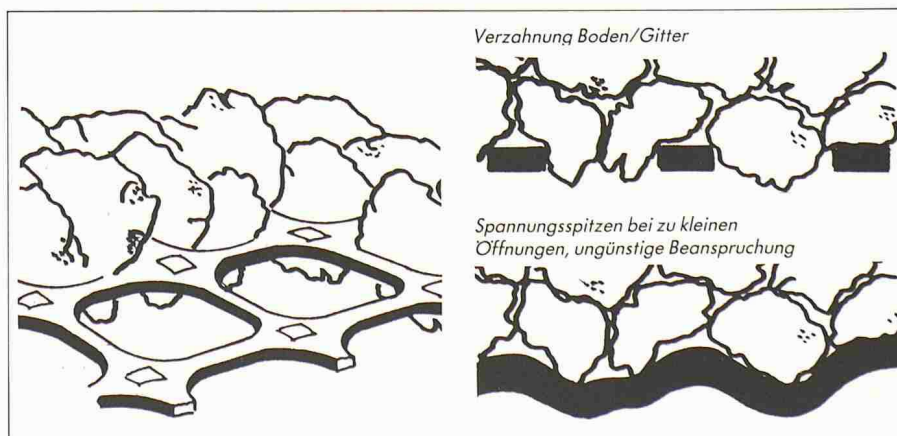 Verzahnung Boden/Gitter
Spannungsspitzen bei zu kleinen
Öffnungen, ungünstige Beanspruchung